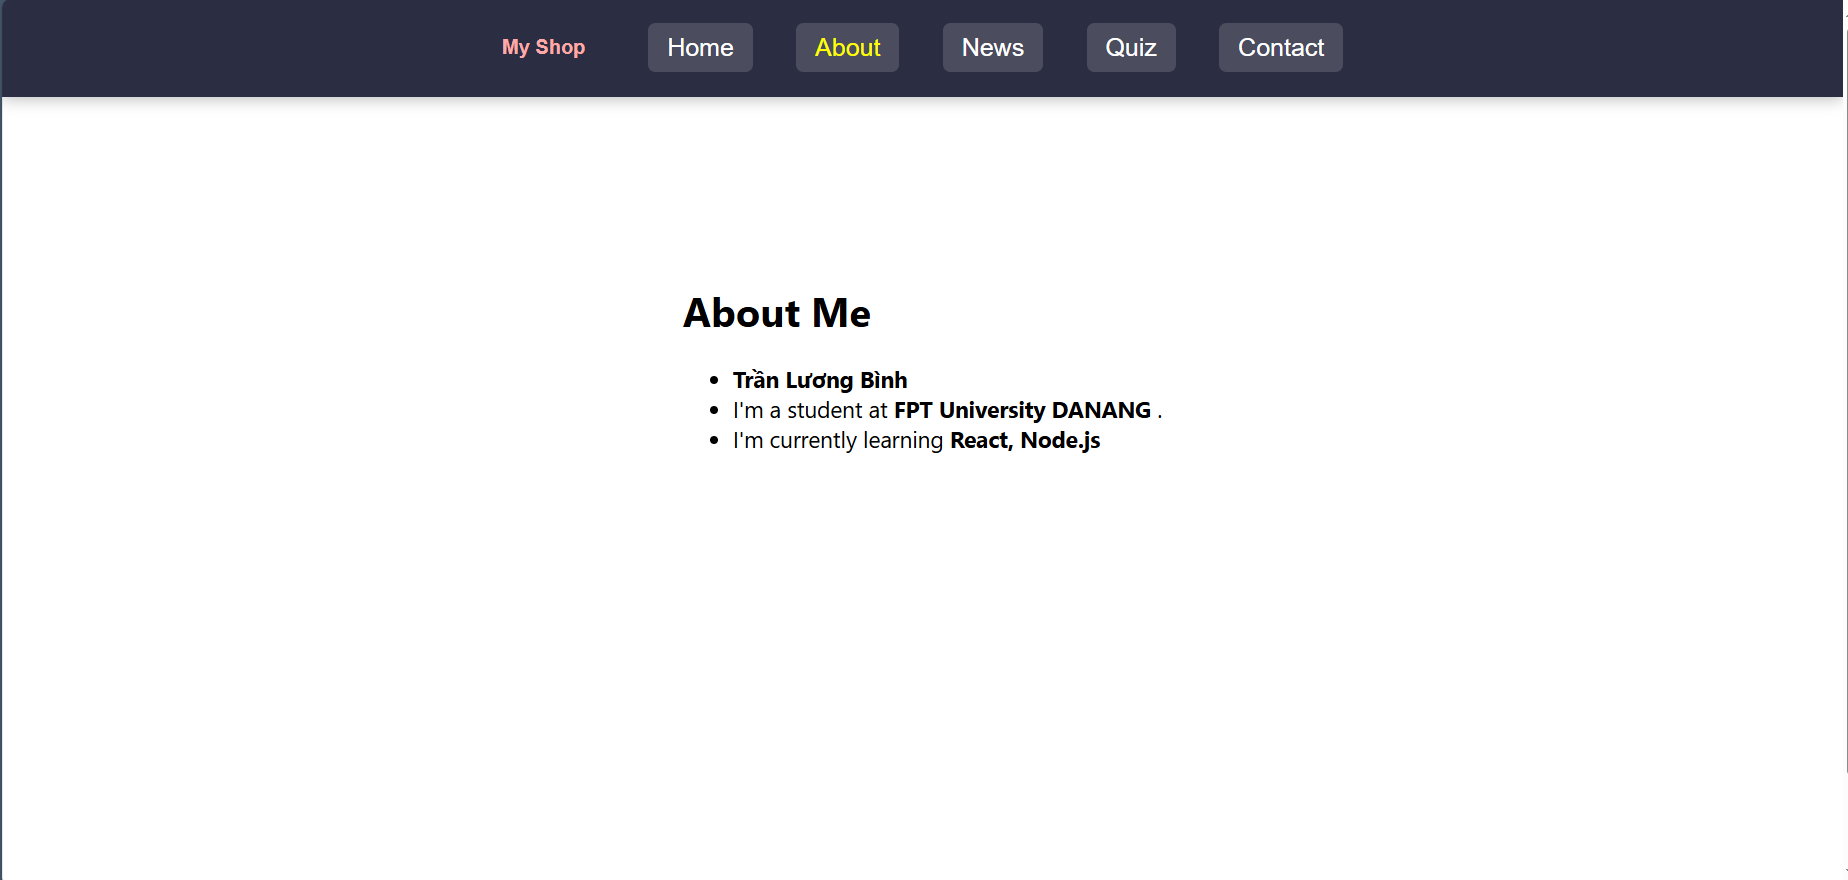 My Shop Home About News Quiz Contact
About Me
Trần Lương Bình
I'm a student at FPT University DANANG .
I'm currently learning React, Node.js